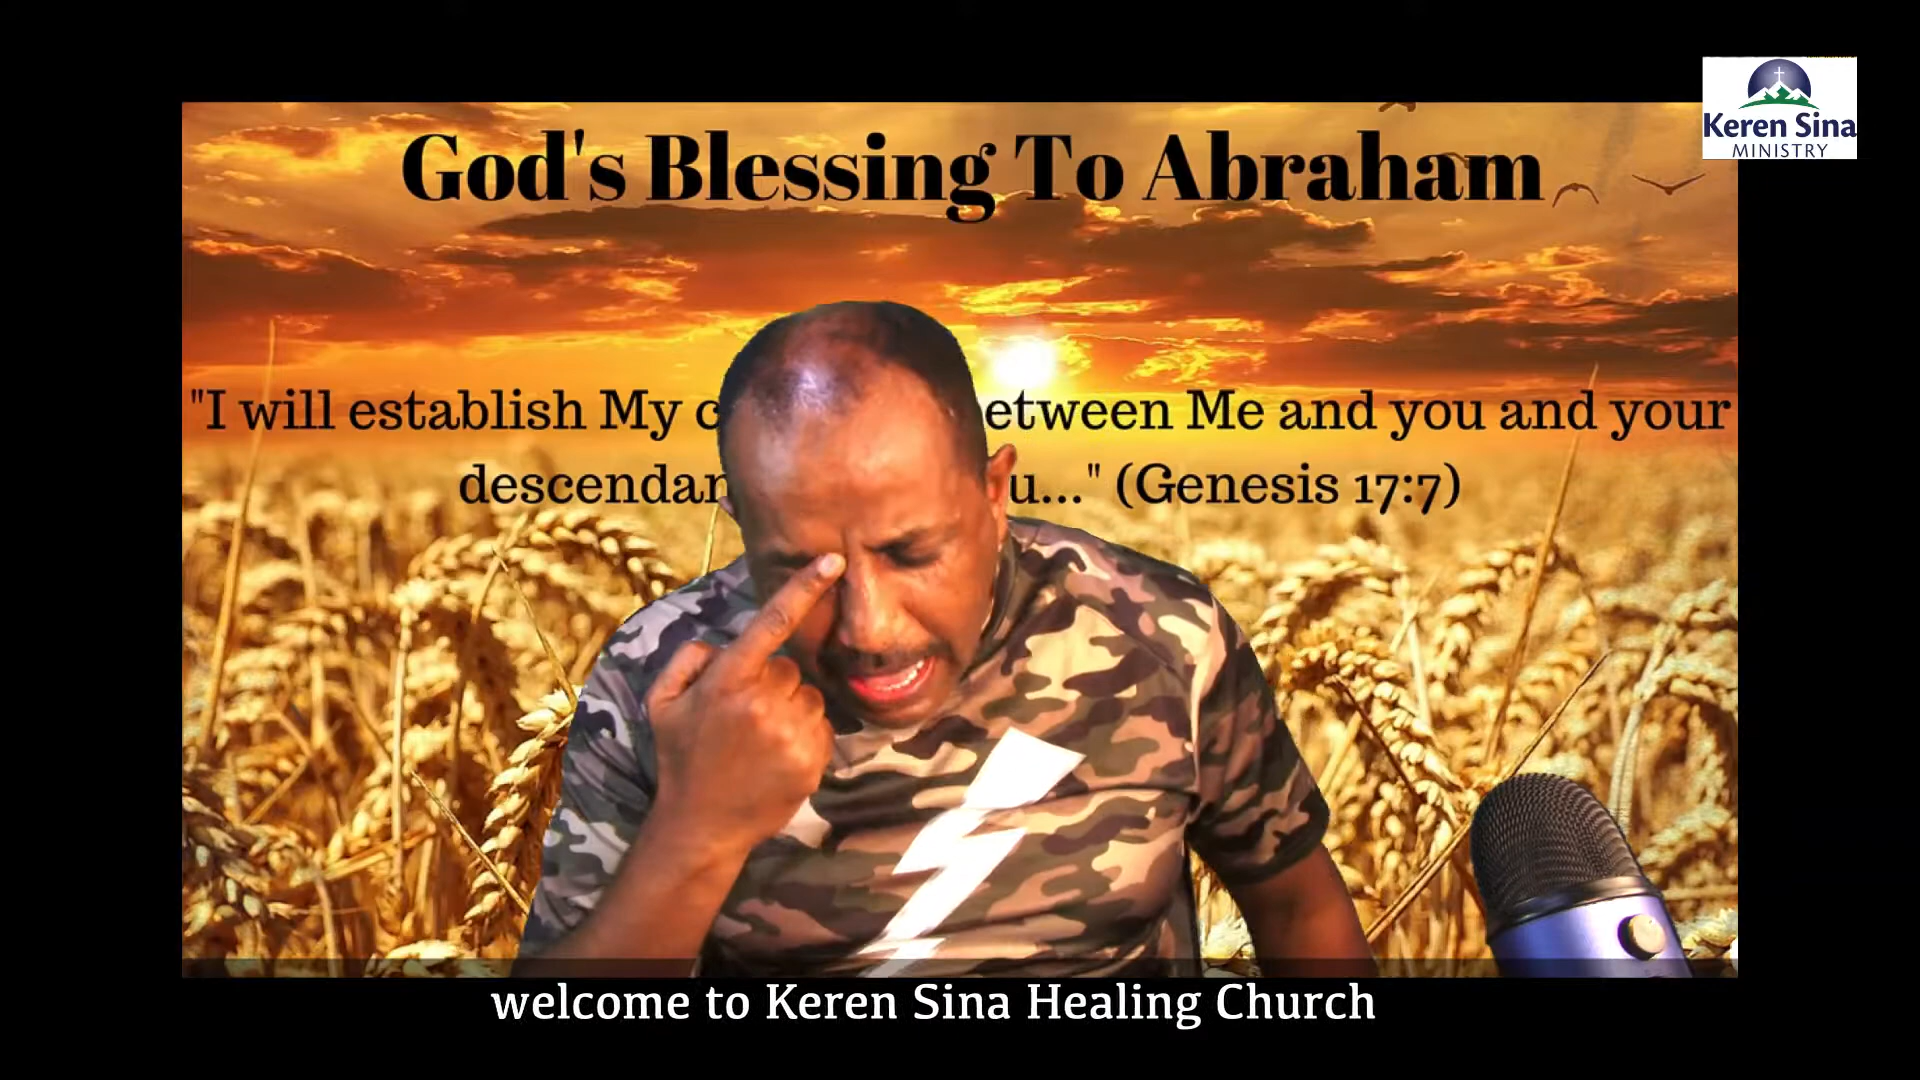 Keren Sina
MINISTRY
God's Blessing To Abraham
"I will establish My etween Me and you and your
descendan u..." (Genesis 17:7)
welcome to Keren Sina Healing Church